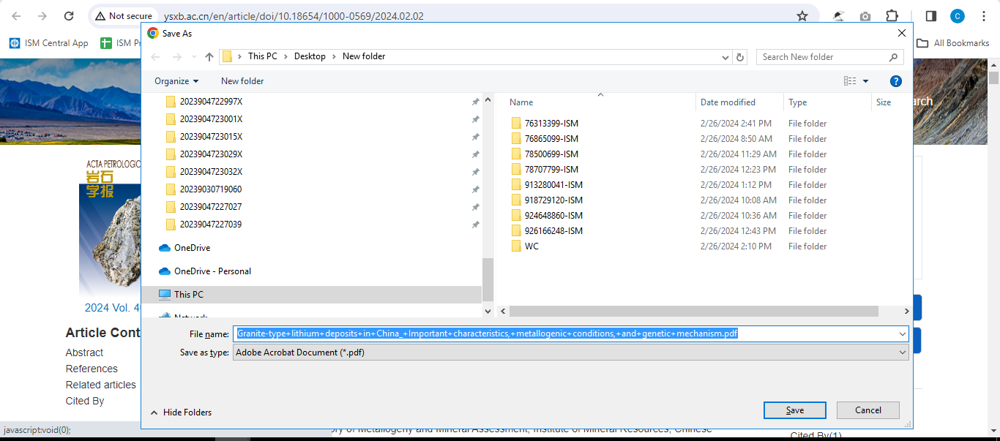 Not secure ysxb.ac.cn/en/article/doi/10.18654/1000-0569/2024.02.02 C
ISM Central App ISM All Bookmarks
Save As
This PC > Desktop > New folder Search New folder
Organize New folder ?
Name Date modified Type Size
2023904722997X
2023904723001X
2023904723015X
2023904723029X
2023904723032X
20239030719060
20239047227027
20239047227039
OneDrive
OneDrive - Personal
This PC
Network
76313399-ISM 2/26/2024 2:41 PM File folder
76865099-ISM 2/26/2024 8:50 AM File folder
78500699-ISM 2/26/2024 11:29 AM File folder
78707799-ISM 2/26/2024 12:23 PM File folder
913280041-ISM 2/26/2024 1:12 PM File folder
918729120-ISM 2/26/2024 10:08 AM File folder
924648860-ISM 2/26/2024 10:36 AM File folder
926166248-ISM 2/26/2024 12:43 PM File folder
WC 2/26/2024 2:10 PM File folder
File name: Granite-type+lithium+deposits+in+China_+Important+characteristics,+metallogenic+conditions,+and+genetic+mechanism.pdf
Save as type: Adobe Acrobat Document (*.pdf)
Hide Folders Save Cancel
ACTA PETROLOGIC
岩石
学报
2024 Vol. 4
Article Cont
Abstract
References
Related articles
Cited By
arch
javascript:void(0);
ory of Metallogeny and Mineral Assessment, Institute of Mineral Resources, Chinese
Cited By(1)